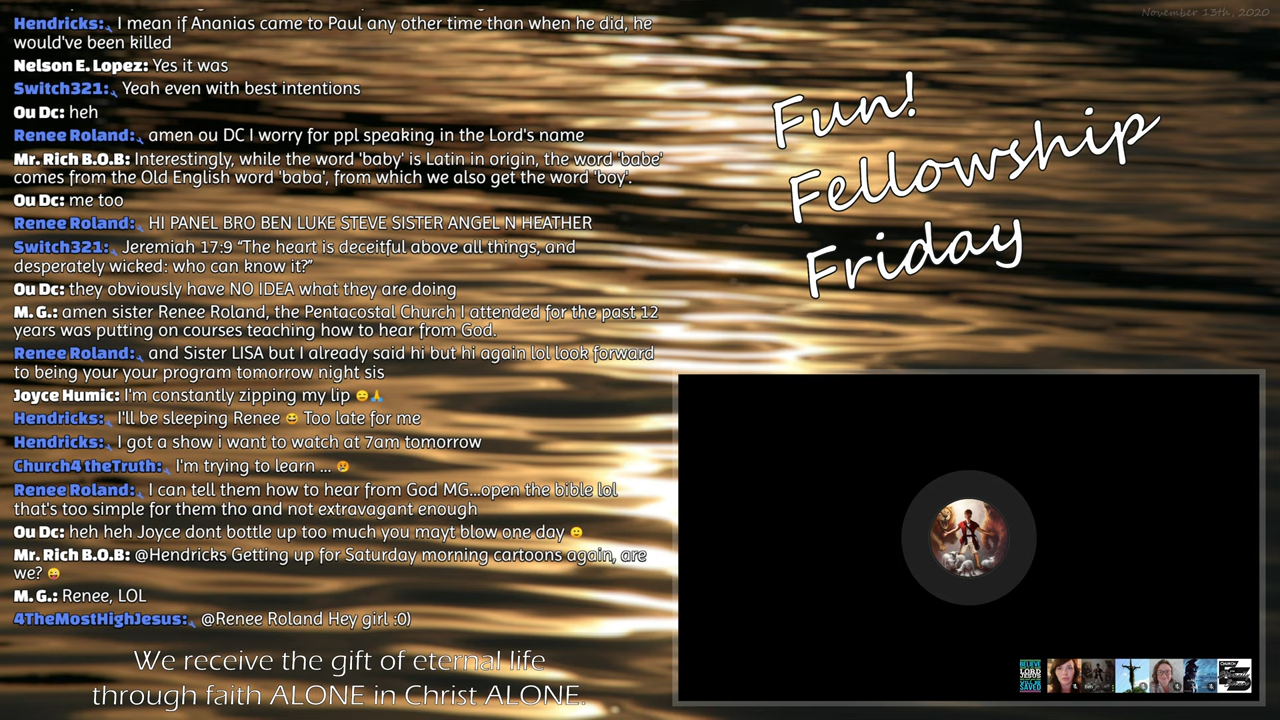 November 13th, 2020
Hendricks: I mean if Ananias came to Paul any other time than when he did, he
would've been killed
Nelson E. Lopez: Yes it was
Switch321: Yeah even with best intentions
Ou Dc: heh
Renee Roland: amen ou DC I worry for ppl speaking in the Lord's name
Mr. Rich B.O.B: Interestingly, while the word 'baby' is Latin in origin, the word 'babe'
comes from the Old English word 'baba', from which we also get the word 'boy'.
Ou Dc: me too
Renee Roland: HI PANEL BRO BEN LUKE STEVE SISTER ANGEL N HEATHER
Switch321: Jeremiah 17:9 “The heart is deceitful above all things, and
desperately wicked: who can know it?”
Ou Dc: they obviously have NO IDEA what they are doing
M. G.: amen sister Renee Roland, the Pentacostal Church I attended for the past 12
years was putting on courses teaching how to hear from God.
Renee Roland: and Sister LISA but I already said hi but hi again lol look forward
to being your your program tomorrow night sis
Joyce Humic: I'm constantly zipping my lip 😑🙏
Hendricks: I'll be sleeping Renee 😄 Too late for me
Hendricks: I got a show i want to watch at 7am tomorrow
Church4 theTruth: I'm trying to learn ... 😢
Renee Roland: I can tell them how to hear from God MG...open the bible lol
that's too simple for them tho and not extravagant enough
Ou Dc: heh heh Joyce dont bottle up too much you mayt blow one day 🙂
Mr. Rich B.O.B: @Hendricks Getting up for Saturday morning cartoons again, are
we? 😜
M. G.: Renee, LOL
4TheMostHighJesus: @Renee Roland Hey girl :0)
We receive the gift of eternal life
through faith ALONE in Christ ALONE.
Fun!
Fellowship
Friday
BELIEVE
LORD
JESUS
SAVED